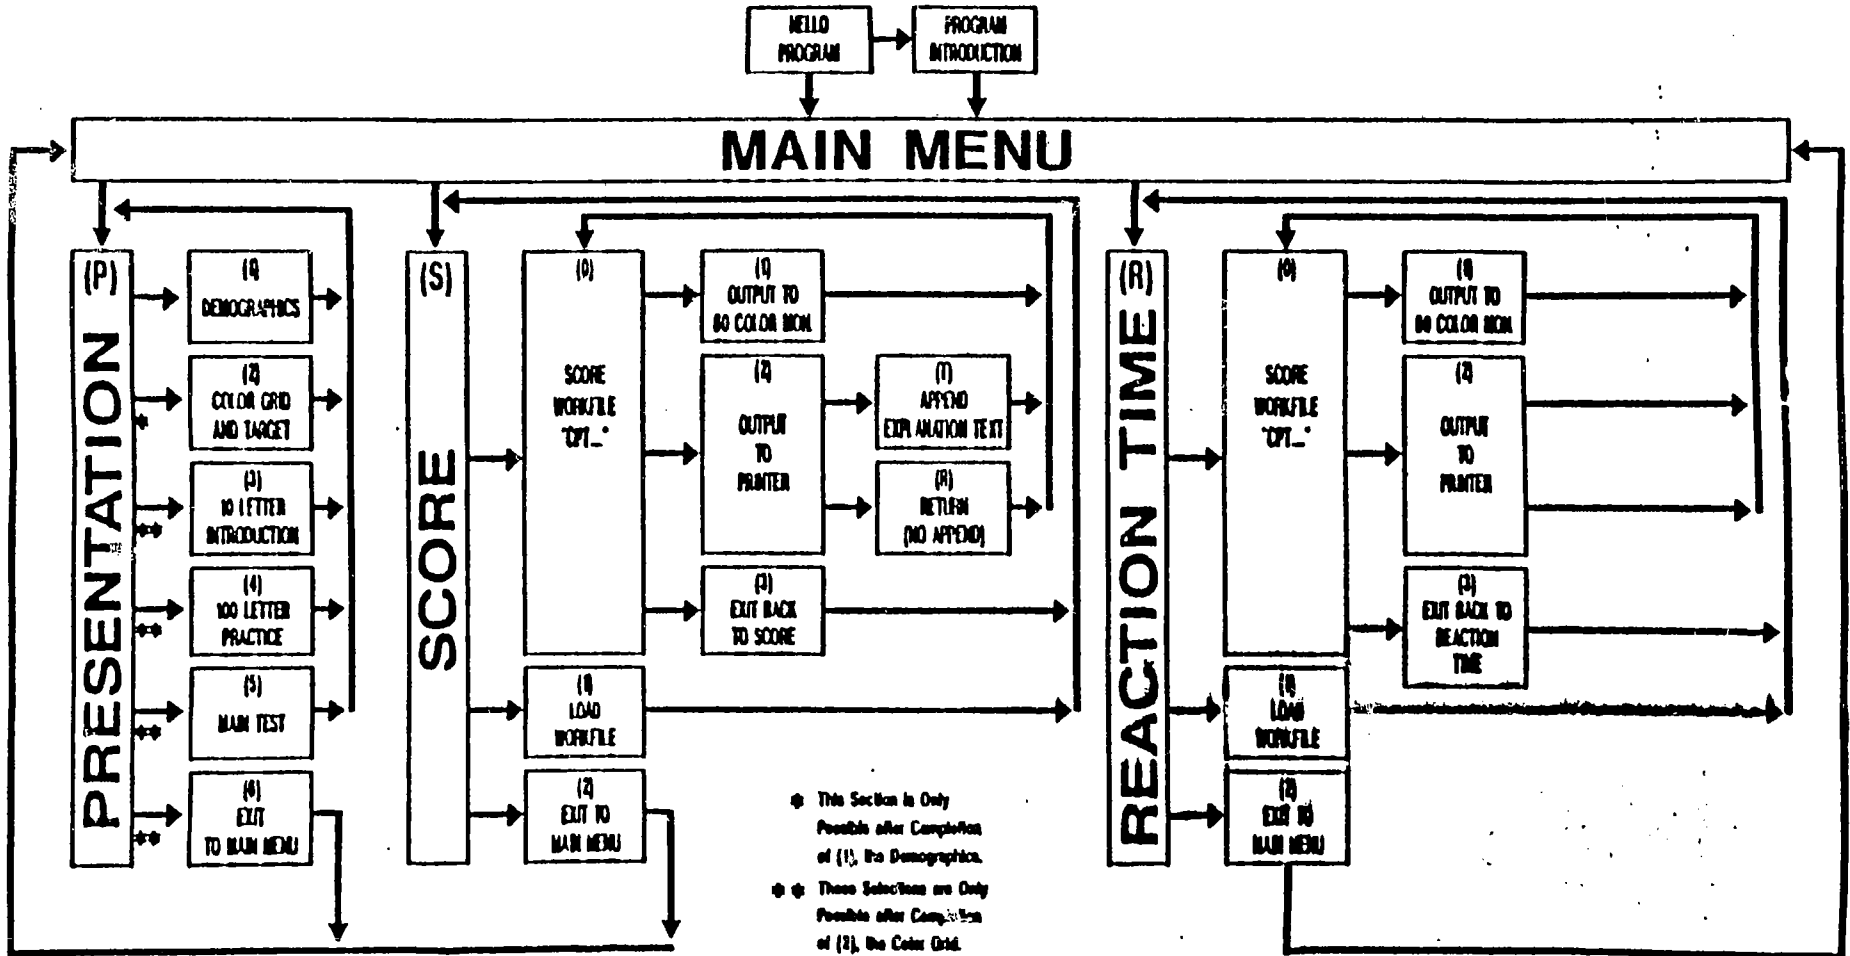 HELLO
PROGRAM
PROGRAM
INTRODUCTION
MAIN MENU
(P)
PRESENTATION
(1)
DEMOGRAPHICS
(2)
COLOR GRID
AND TARGET
*
(3)
10 LETTER
INTRODUCTION
**
(4)
100 LETTER
PRACTICE
**
(5)
MAIN TEST
**
(6)
EXIT
TO MAIN MENU
**
(S)
SCORE
(0)
SCORE
WORKFILE
"CPT_"
(1)
OUTPUT TO
80 COLOR MON.
(2)
OUTPUT
TO
PRINTER
(T)
APPEND
EXPLANATION TEXT
(R)
RETURN
(NO APPEND)
(3)
EXIT BACK
TO SCORE
(1)
LOAD
WORKFILE
(2)
EXIT TO
MAIN MENU
* This Section is Only
Possible after Completion
of (1), the Demographics.
** These Selections are Only
Possible after Completion
of (2), the Color Grid.
(R)
REACTION TIME
(0)
SCORE
WORKFILE
"CPT_"
(1)
OUTPUT TO
80 COLOR MON.
(2)
OUTPUT
TO
PRINTER
(3)
EXIT BACK TO
REACTION
TIME
(1)
LOAD
WORKFILE
(2)
EXIT TO
MAIN MENU